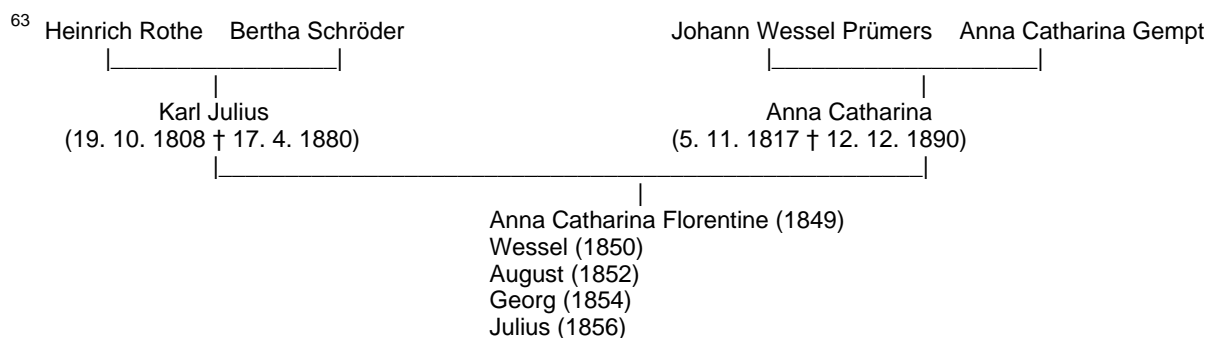 63 Heinrich Rothe Bertha Schröder Johann Wessel Prümers Anna Catharina Gempt
Karl Julius Anna Catharina
(19. 10. 1808 † 17. 4. 1880) (5. 11. 1817 † 12. 12. 1890)
Anna Catharina Florentine (1849)
Wessel (1850)
August (1852)
Georg (1854)
Julius (1856)